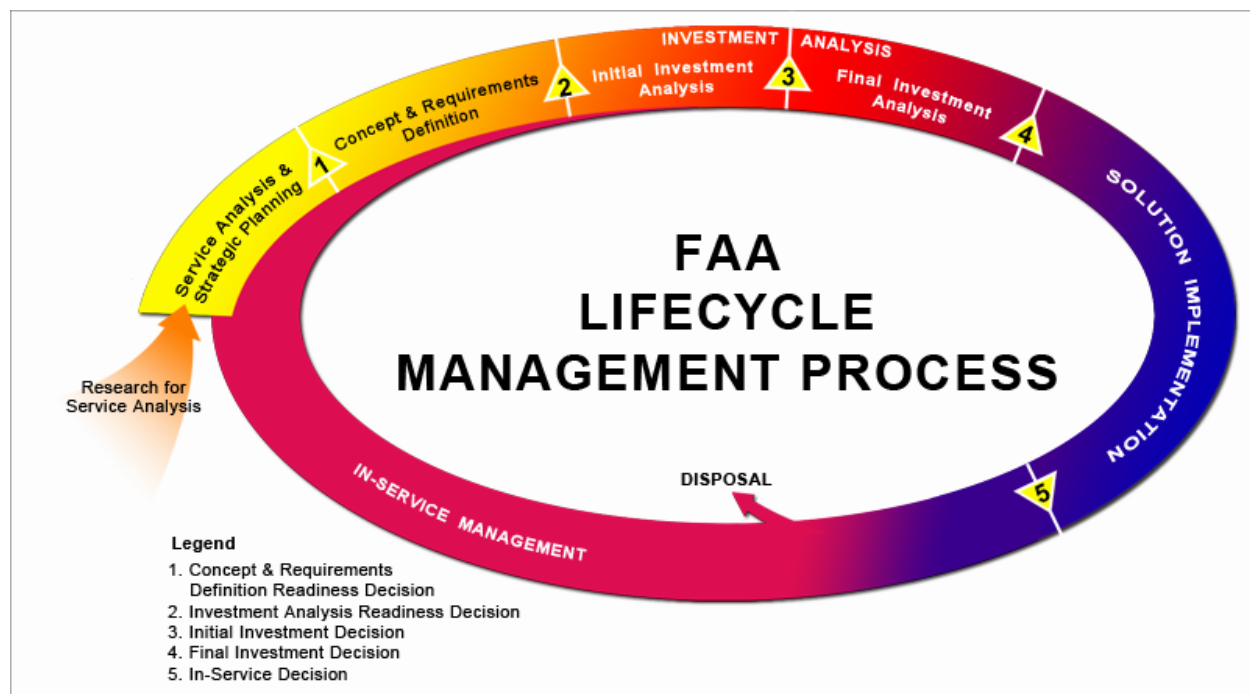 INVESTMENT ANALYSIS
Service Analysis &
Strategic Planning
1
Concept & Requirements
Definition
2
Initial Investment
Analysis
3
Final Investment
Analysis
4
SOLUTION IMPLEMENTATION
5
FAA
LIFECYCLE
MANAGEMENT PROCESS
Research for
Service Analysis
DISPOSAL
IN-SERVICE MANAGEMENT
Legend
1. Concept & Requirements
Definition Readiness Decision
2. Investment Analysis Readiness Decision
3. Initial Investment Decision
4. Final Investment Decision
5. In-Service Decision